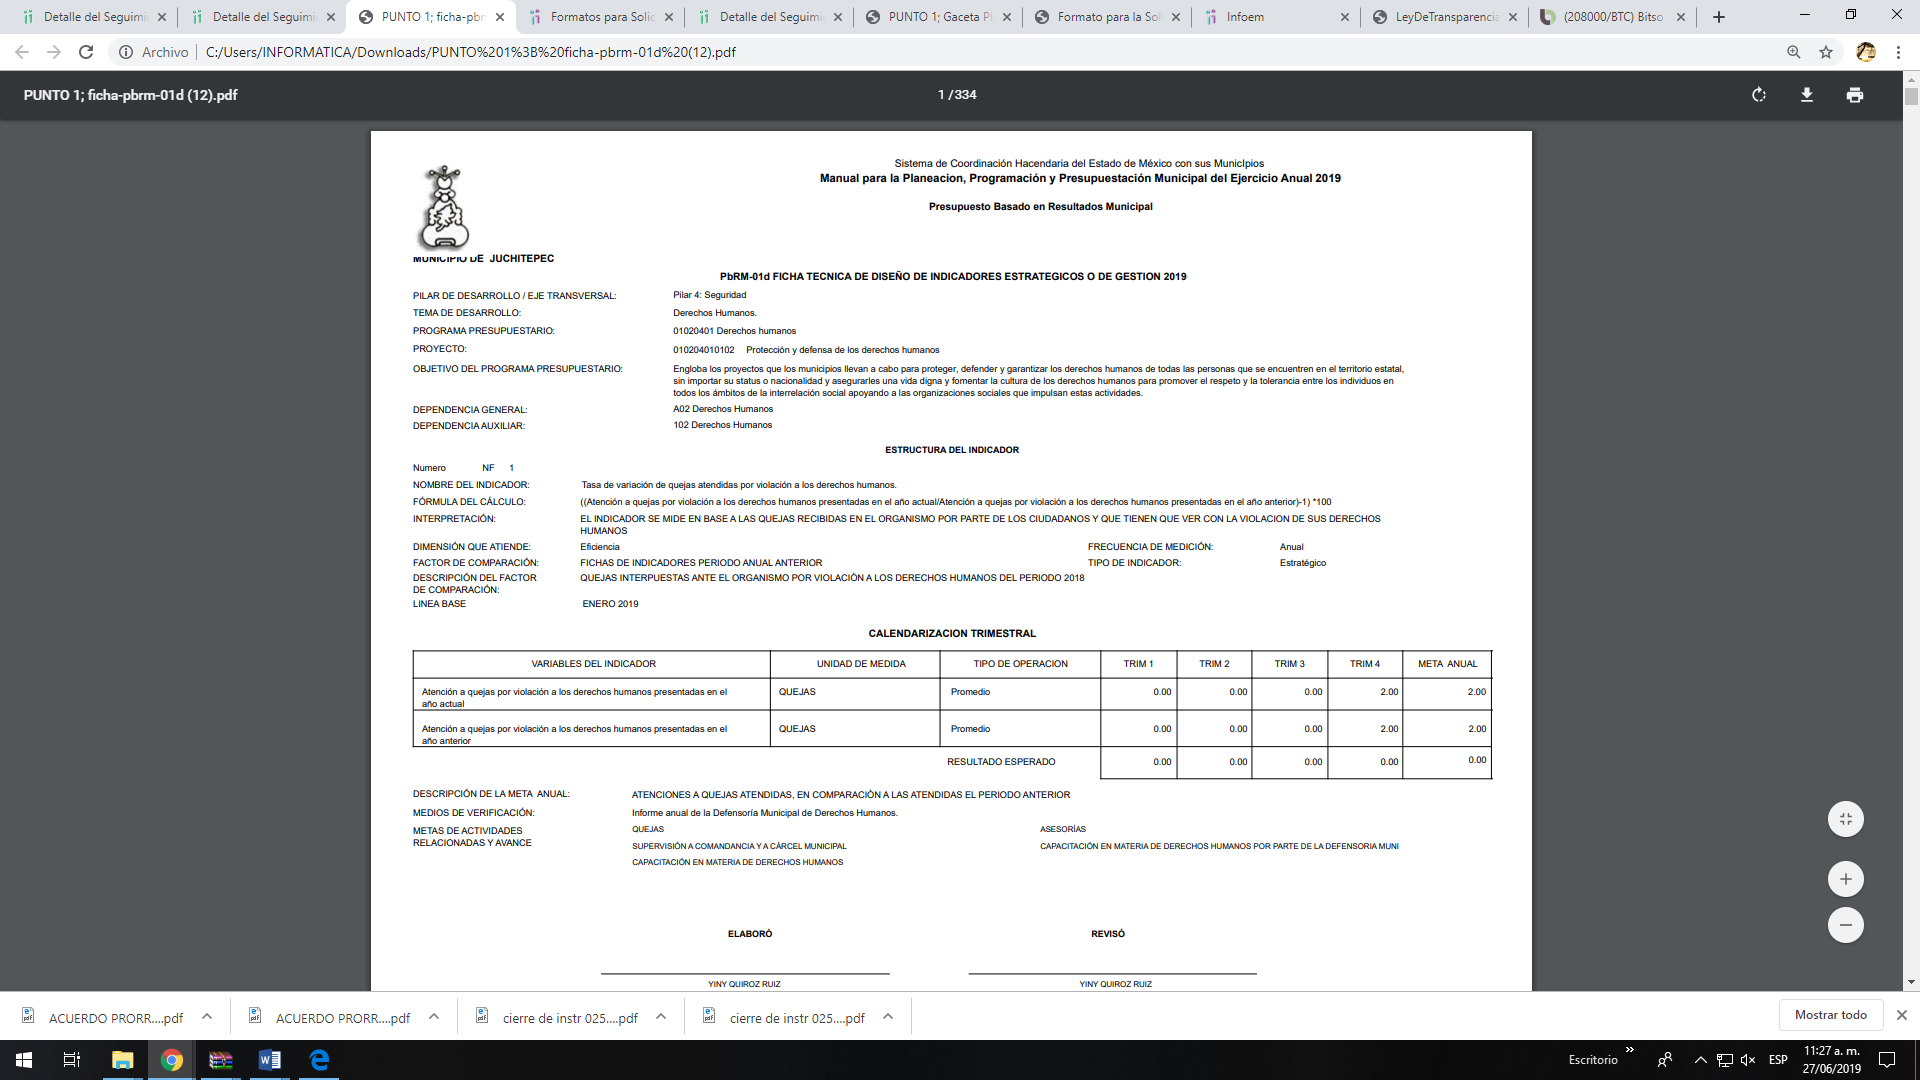 Detalle del Seguimi
Detalle del Seguimi
PUNTO 1; ficha-pbr
Formatos para Solic
Detalle del Seguimi
PUNTO 1; Gaceta P
Formato para la Sol
Infoem
LeyDeTransparencia
(208000/BTC) Bitso
Archivo
C:/Users/INFORMATICA/Downloads/PUNTO%201%3B%20ficha-pbrm-01d%20(12).pdf
PUNTO 1; ficha-pbrm-01d (12).pdf
1 / 334
Sistema de Coordinación Hacendaria del Estado de México con sus MunicIpios
Manual para la Planeacion, Programación y Presupuestación Municipal del Ejercicio Anual 2019
Presupuesto Basado en Resultados Municipal
MUNICIPIO DE JUCHITEPEC
PbRM-01d FICHA TECNICA DE DISEÑO DE INDICADORES ESTRATEGICOS O DE GESTION 2019
PILAR DE DESARROLLO / EJE TRANSVERSAL: Pilar 4: Seguridad
TEMA DE DESARROLLO: Derechos Humanos.
PROGRAMA PRESUPUESTARIO: 01020401 Derechos humanos
PROYECTO: 010204010102 Protección y defensa de los derechos humanos
OBJETIVO DEL PROGRAMA PRESUPUESTARIO: Engloba los proyectos que los municipios llevan a cabo para proteger, defender y garantizar los derechos humanos de todas las personas que se encuentren en el territorio estatal,
sin importar su status o nacionalidad y asegurarles una vida digna y fomentar la cultura de los derechos humanos para promover el respeto y la tolerancia entre los individuos en
todos los ámbitos de la interrelación social apoyando a las organizaciones sociales que impulsan estas actividades.
DEPENDENCIA GENERAL: A02 Derechos Humanos
DEPENDENCIA AUXILIAR: 102 Derechos Humanos
ESTRUCTURA DEL INDICADOR
Numero NF 1
NOMBRE DEL INDICADOR: Tasa de variación de quejas atendidas por violación a los derechos humanos.
FÓRMULA DEL CÁLCULO: ((Atención a quejas por violación a los derechos humanos presentadas en el año actual/Atención a quejas por violación a los derechos humanos presentadas en el año anterior)-1) *100
INTERPRETACIÓN: EL INDICADOR SE MIDE EN BASE A LAS QUEJAS RECIBIDAS EN EL ORGANISMO POR PARTE DE LOS CIUDADANOS Y QUE TIENEN QUE VER CON LA VIOLACION DE SUS DERECHOS
HUMANOS
DIMENSIÓN QUE ATIENDE: Eficiencia FRECUENCIA DE MEDICIÓN: Anual
FACTOR DE COMPARACIÓN: FICHAS DE INDICADORES PERIODO ANUAL ANTERIOR TIPO DE INDICADOR: Estratégico
DESCRIPCIÓN DEL FACTOR QUEJAS INTERPUESTAS ANTE EL ORGANISMO POR VIOLACIÒN A LOS DERECHOS HUMANOS DEL PERIODO 2018
DE COMPARACIÓN:
LINEA BASE ENERO 2019
CALENDARIZACION TRIMESTRAL
VARIABLES DEL INDICADOR UNIDAD DE MEDIDA TIPO DE OPERACION TRIM 1 TRIM 2 TRIM 3 TRIM 4 META ANUAL
Atención a quejas por violación a los derechos humanos presentadas en el QUEJAS Promedio 0.00 0.00 0.00 2.00 2.00
año actual
Atención a quejas por violación a los derechos humanos presentadas en el QUEJAS Promedio 0.00 0.00 0.00 2.00 2.00
año anterior
RESULTADO ESPERADO 0.00 0.00 0.00 0.00 0.00
DESCRIPCIÓN DE LA META ANUAL: ATENCIONES A QUEJAS ATENDIDAS, EN COMPARACIÒN A LAS ATENDIDAS EL PERIODO ANTERIOR
MEDIOS DE VERIFICACIÓN: Informe anual de la Defensoría Municipal de Derechos Humanos.
METAS DE ACTIVIDADES QUEJAS ASESORÍAS
RELACIONADAS Y AVANCE SUPERVISIÓN A COMANDANCIA Y A CÁRCEL MUNICIPAL CAPACITACIÓN EN MATERIA DE DERECHOS HUMANOS POR PARTE DE LA DEFENSORIA MUNI
CAPACITACIÓN EN MATERIA DE DERECHOS HUMANOS
ELABORÓ REVISÓ
YINY QUIROZ RUIZ YINY QUIROZ RUIZ
ACUERDO PRORR....pdf
ACUERDO PRORR....pdf
cierre de instr 025....pdf
cierre de instr 025....pdf
Mostrar todo
Escritorio
ESP
11:27 a. m.
27/06/2019